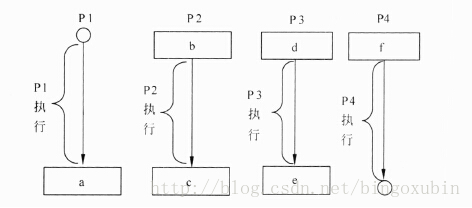 P1 P2 P3 P4
b d f
P1 执行 P2 执行 P3 执行 P4 执行
a c e
http://blog.csdn.net/bingoxubin